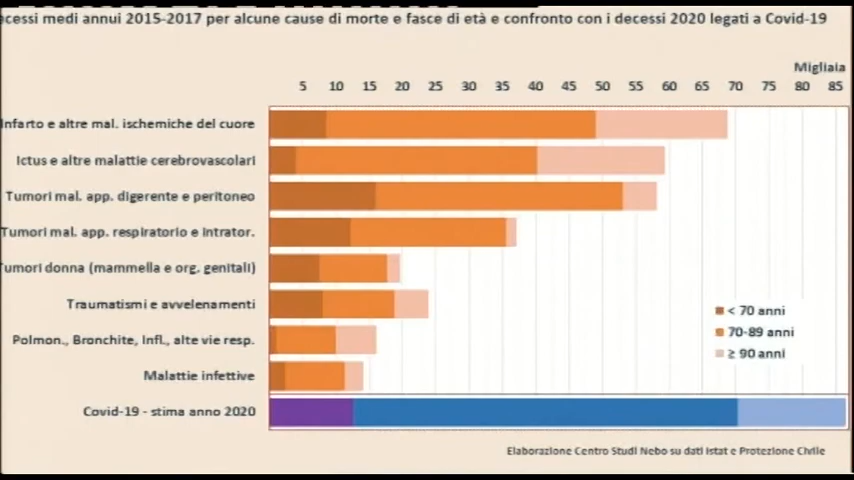 cessi medi annui 2015-2017 per alcune cause di morte e fasce di età e confronto con i decessi 2020 legati a Covid-19
Migliaia
5 10 15 20 25 30 35 40 45 50 55 60 65 70 75 80 85
Infarto e altre mal. ischemiche del cuore
Ictus e altre malattie cerebrovascolari
Tumori mal. app. digerente e peritoneo
Tumori mal. app. respiratorio e intrator.
Tumori donna (mammella e org. genitali)
Traumatismi e avvelenamenti
< 70 anni
70-89 anni
Polmon., Bronchite, Infl., alte vie resp.
≥ 90 anni
Malattie infettive
Covid-19 - stima anno 2020
Elaborazione Centro Studi Nebo su dati Istat e Protezione Civile